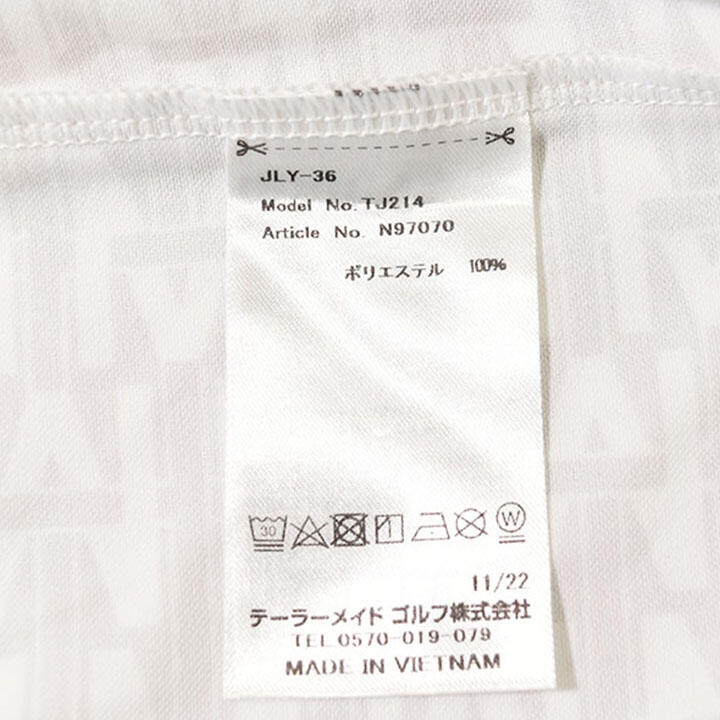 JLY-36
Model No. TJ214
Article No. N97070
ポリエステル 100%
30
W
11/22
テーラーメイド ゴルフ株式会社
TEL 0570-019-079
MADE IN VIETNAM